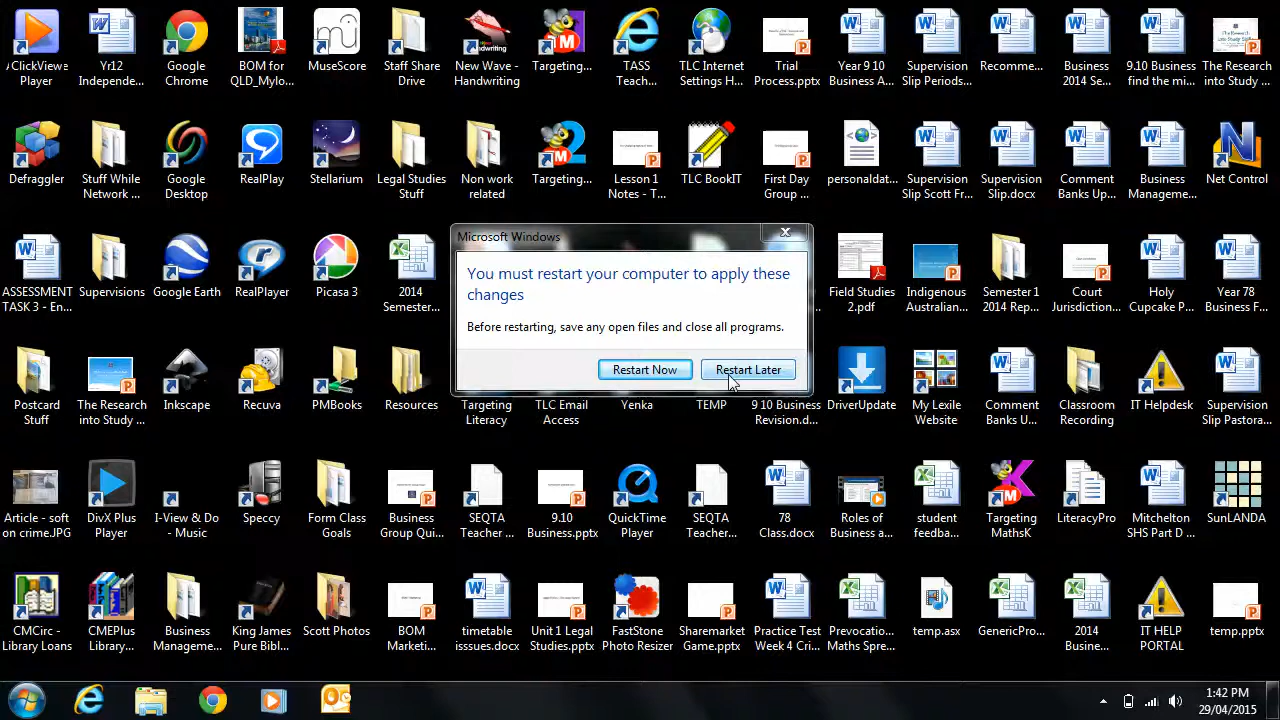 ClickView
Player
Yr12
Independe...
Google
Chrome
BOM for
QLD_Mylo...
MuseScore
Staff Share
Drive
New Wave -
Handwriting
Targeting...
TASS
Teach...
TLC Internet
Settings H...
Trial
Process.pptx
Year 9 10
Business A...
Supervision
Slip Periods...
Recomme...
Business
2014 Se...
9.10 Business
find the mi...
The Research
into Study ...
Defraggler
Stuff While
Network ...
Google
Desktop
RealPlay
Stellarium
Legal Studies
Stuff
Non work
related
Targeting...
Lesson 1
Notes - T...
TLC BookIT
First Day
Group ...
personaldat...
Supervision
Slip Scott Fr...
Supervision
Slip.docx
Comment
Banks Up...
Business
Manageme...
Net Control
ASSESSMENT
TASK 3 - En...
Supervisions
Google Earth
RealPlayer
Picasa 3
2014
Semester...
Microsoft Windows
You must restart your computer to apply these
changes
Before restarting, save any open files and close all programs.
Restart Now
Restart Later
Field Studies
2.pdf
Indigenous
Australian...
Semester 1
2014 Rep...
Court
Jurisdiction...
Holy
Cupcake P...
Year 78
Business F...
Postcard
Stuff
The Research
into Study ...
Inkscape
Recuva
PMBooks
Resources
Targeting
Literacy
TLC Email
Access
Yenka
TEMP
9 10 Business
Revision.d...
DriverUpdate
My Lexile
Website
Comment
Banks U...
Classroom
Recording
IT Helpdesk
Supervision
Slip Pastora...
Article - soft
on crime.JPG
DivX Plus
Player
I-View & Do
- Music
Speccy
Form Class
Goals
Business
Group Qui...
SEQTA
Teacher ...
9.10
Business.pptx
QuickTime
Player
SEQTA
Teacher...
78
Class.docx
Roles of
Business a...
student
feedba...
Targeting
MathsK
LiteracyPro
Mitchelton
SHS Part D ...
SunLANDA
CMCirc -
Library Loans
CMEPlus
Library...
Business
Manageme...
King James
Pure Bibl...
Scott Photos
BOM
Marketi...
timetable
isssues.docx
Unit 1 Legal
Studies.pptx
FastStone
Photo Resizer
Sharemarket
Game.pptx
Practice Test
Week 4 Cri...
Prevocatio...
Maths Spre...
temp.asx
GenericPro...
2014
Busine...
IT HELP
PORTAL
temp.pptx
1:42 PM
29/04/2015